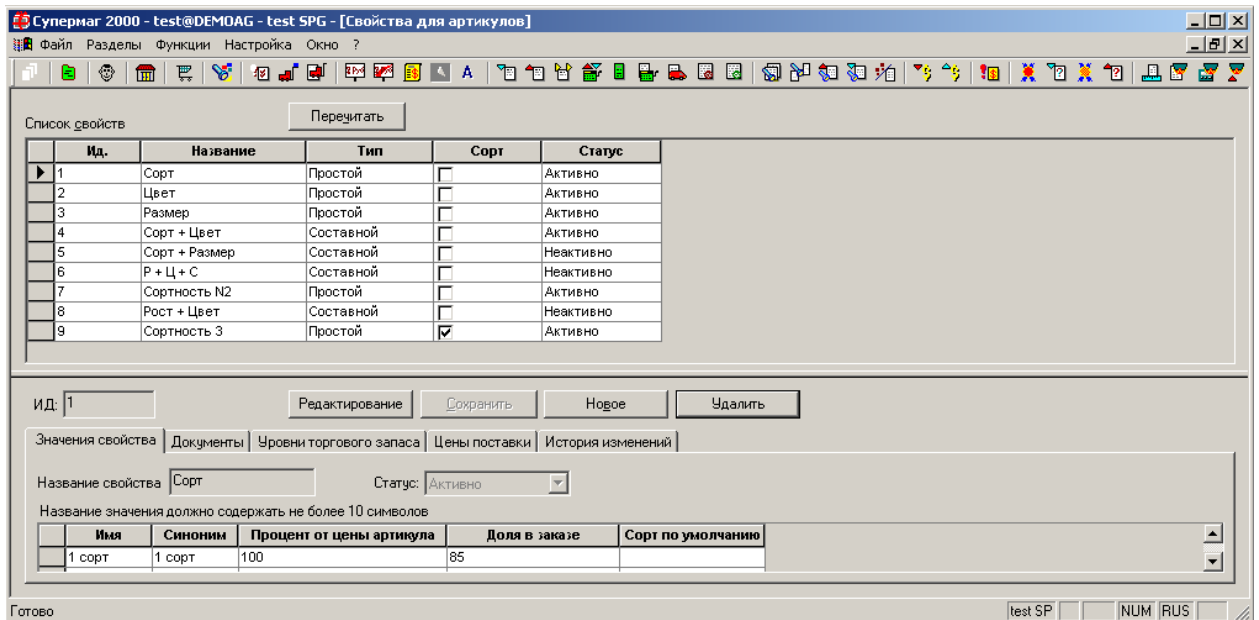 Супермаг 2000 - test@DEMOAG - test SPG - [Свойства для артикулов]
Файл Разделы Функции Настройка Окно ?
Список свойств Перечитать
Ид. Название Тип Сорт Статус
1 Сорт Простой Активно
2 Цвет Простой Активно
3 Размер Простой Активно
4 Сорт + Цвет Составной Активно
5 Сорт + Размер Составной Неактивно
6 Р + Ц + С Составной Неактивно
7 Сортность N2 Простой Активно
8 Рост + Цвет Составной Неактивно
9 Сортность 3 Простой Активно
ИД: 1 Редактирование Сохранить Новое Удалить
Значения свойства Документы Уровни торгового запаса Цены поставки История изменений
Название свойства Сорт Статус: Активно
Название значения должно содержать не более 10 символов
Имя Синоним Процент от цены артикула Доля в заказе Сорт по умолчанию
1 сорт 1 сорт 100 85
Готово test SP NUM RUS